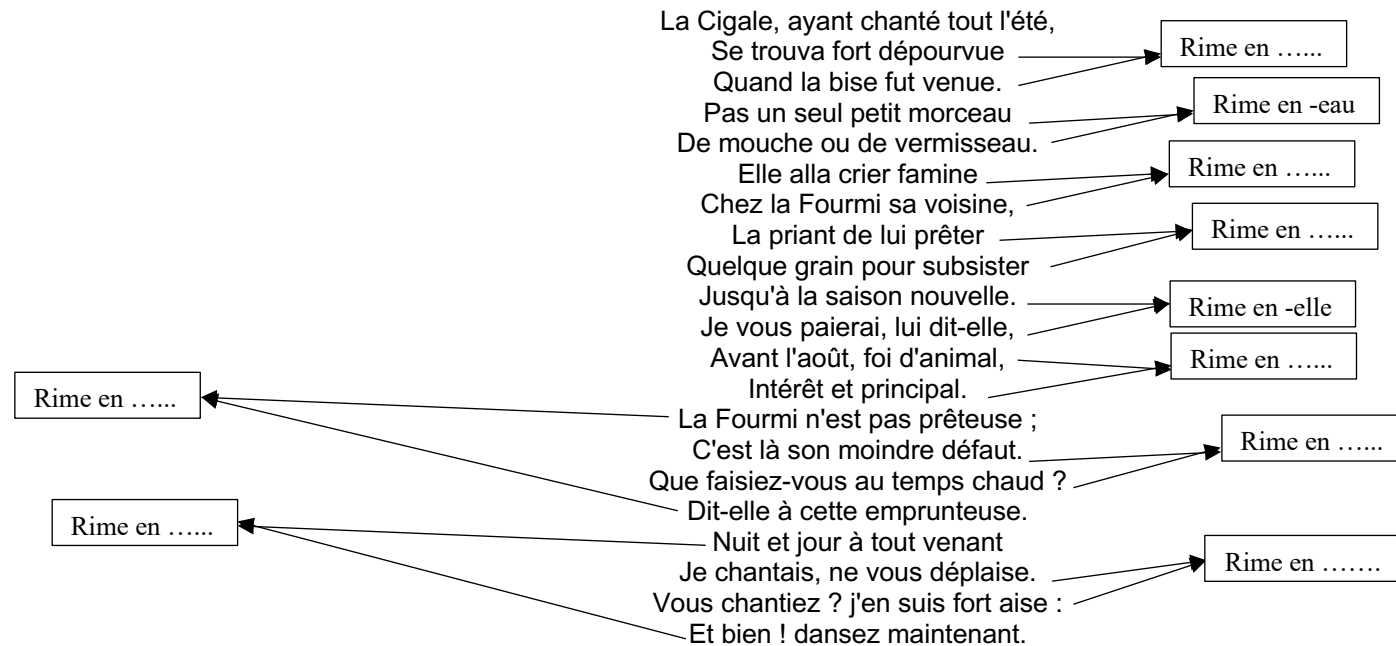 La Cigale, ayant chanté tout l'été,
Se trouva fort dépourvue
Rime en …...
Quand la bise fut venue.
Pas un seul petit morceau
Rime en -eau
De mouche ou de vermisseau.
Elle alla crier famine
Rime en …...
Chez la Fourmi sa voisine,
La priant de lui prêter
Rime en …...
Quelque grain pour subsister
Jusqu'à la saison nouvelle.
Rime en -elle
Je vous paierai, lui dit-elle,
Avant l'août, foi d'animal,
Rime en …...
Intérêt et principal.
Rime en …...
La Fourmi n'est pas prêteuse ;
C'est là son moindre défaut.
Rime en …...
Que faisiez-vous au temps chaud ?
Dit-elle à cette emprunteuse.
Rime en …...
Nuit et jour à tout venant
Je chantais, ne vous déplaise.
Rime en …….
Vous chantiez ? j'en suis fort aise :
Et bien ! dansez maintenant.